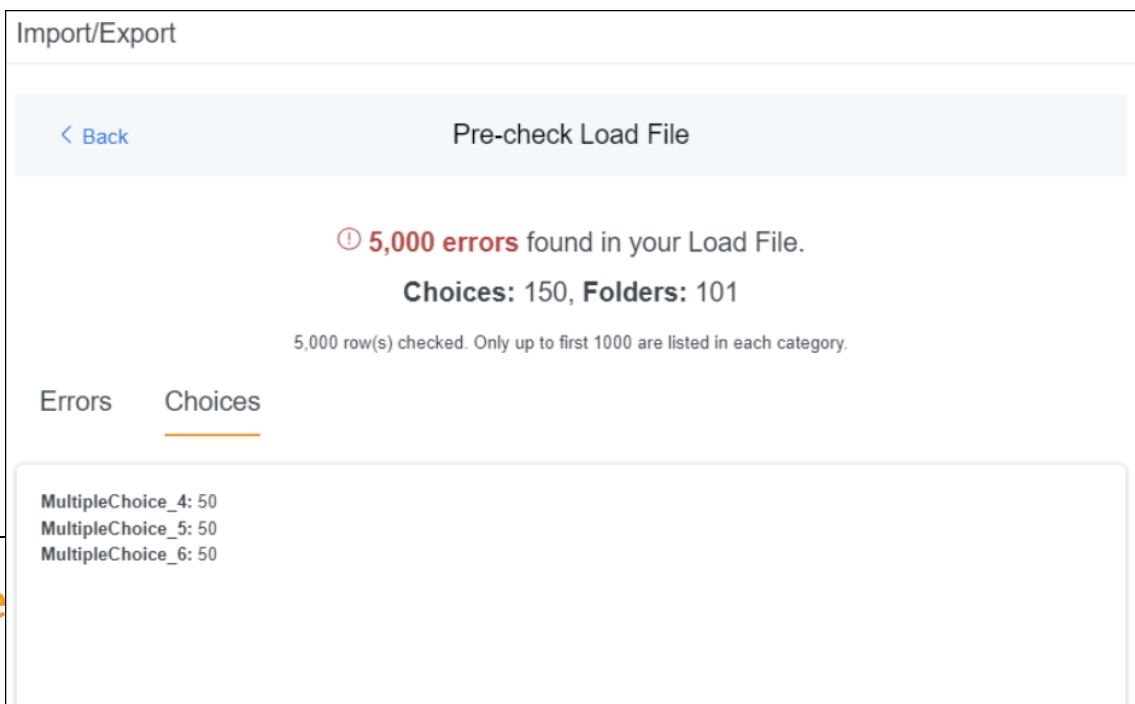 Import/Export
< Back
Pre-check Load File
5,000 errors found in your Load File.
Choices: 150, Folders: 101
5,000 row(s) checked. Only up to first 1000 are listed in each category.
Errors Choices
MultipleChoice_4: 50
MultipleChoice_5: 50
MultipleChoice_6: 50
e